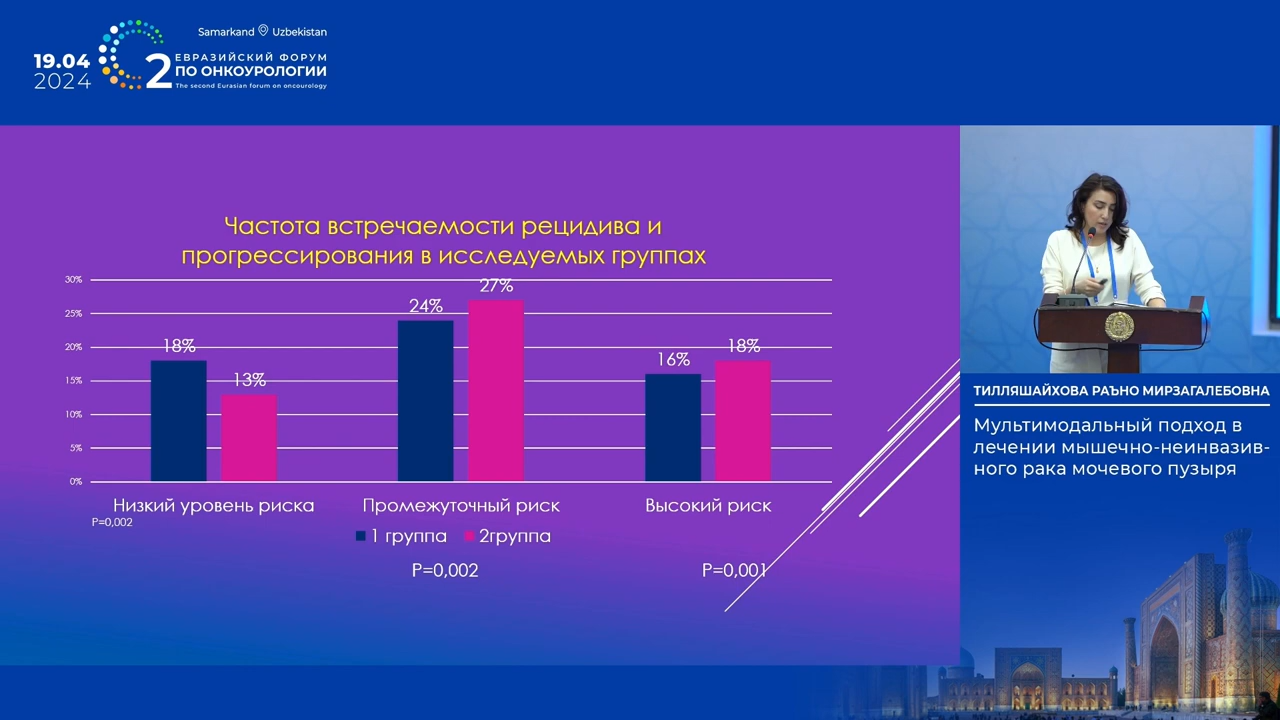 19.04
2024
Samarkand Uzbekistan
2 ЕВРАЗИЙСКИЙ ФОРУМ
ПО ОНКОУРОЛОГИИ
The second Eurasian forum on oncourology
Частота встречаемости рецидива и
прогрессирования в исследуемых группах
30%
25%
20%
15%
10%
5%
0%
18%
13%
24%
27%
16%
18%
Низкий уровень риска
Промежуточный риск
Высокий риск
P=0,002
1 группа
2группа
P=0,002
P=0,001
ТИЛЛЯШАЙХОВА РАЪНО МИРЗАГАЛЕБОВНА
Мультимодальный подход в
лечении мышечно-неинвазив-
ного рака мочевого пузыря